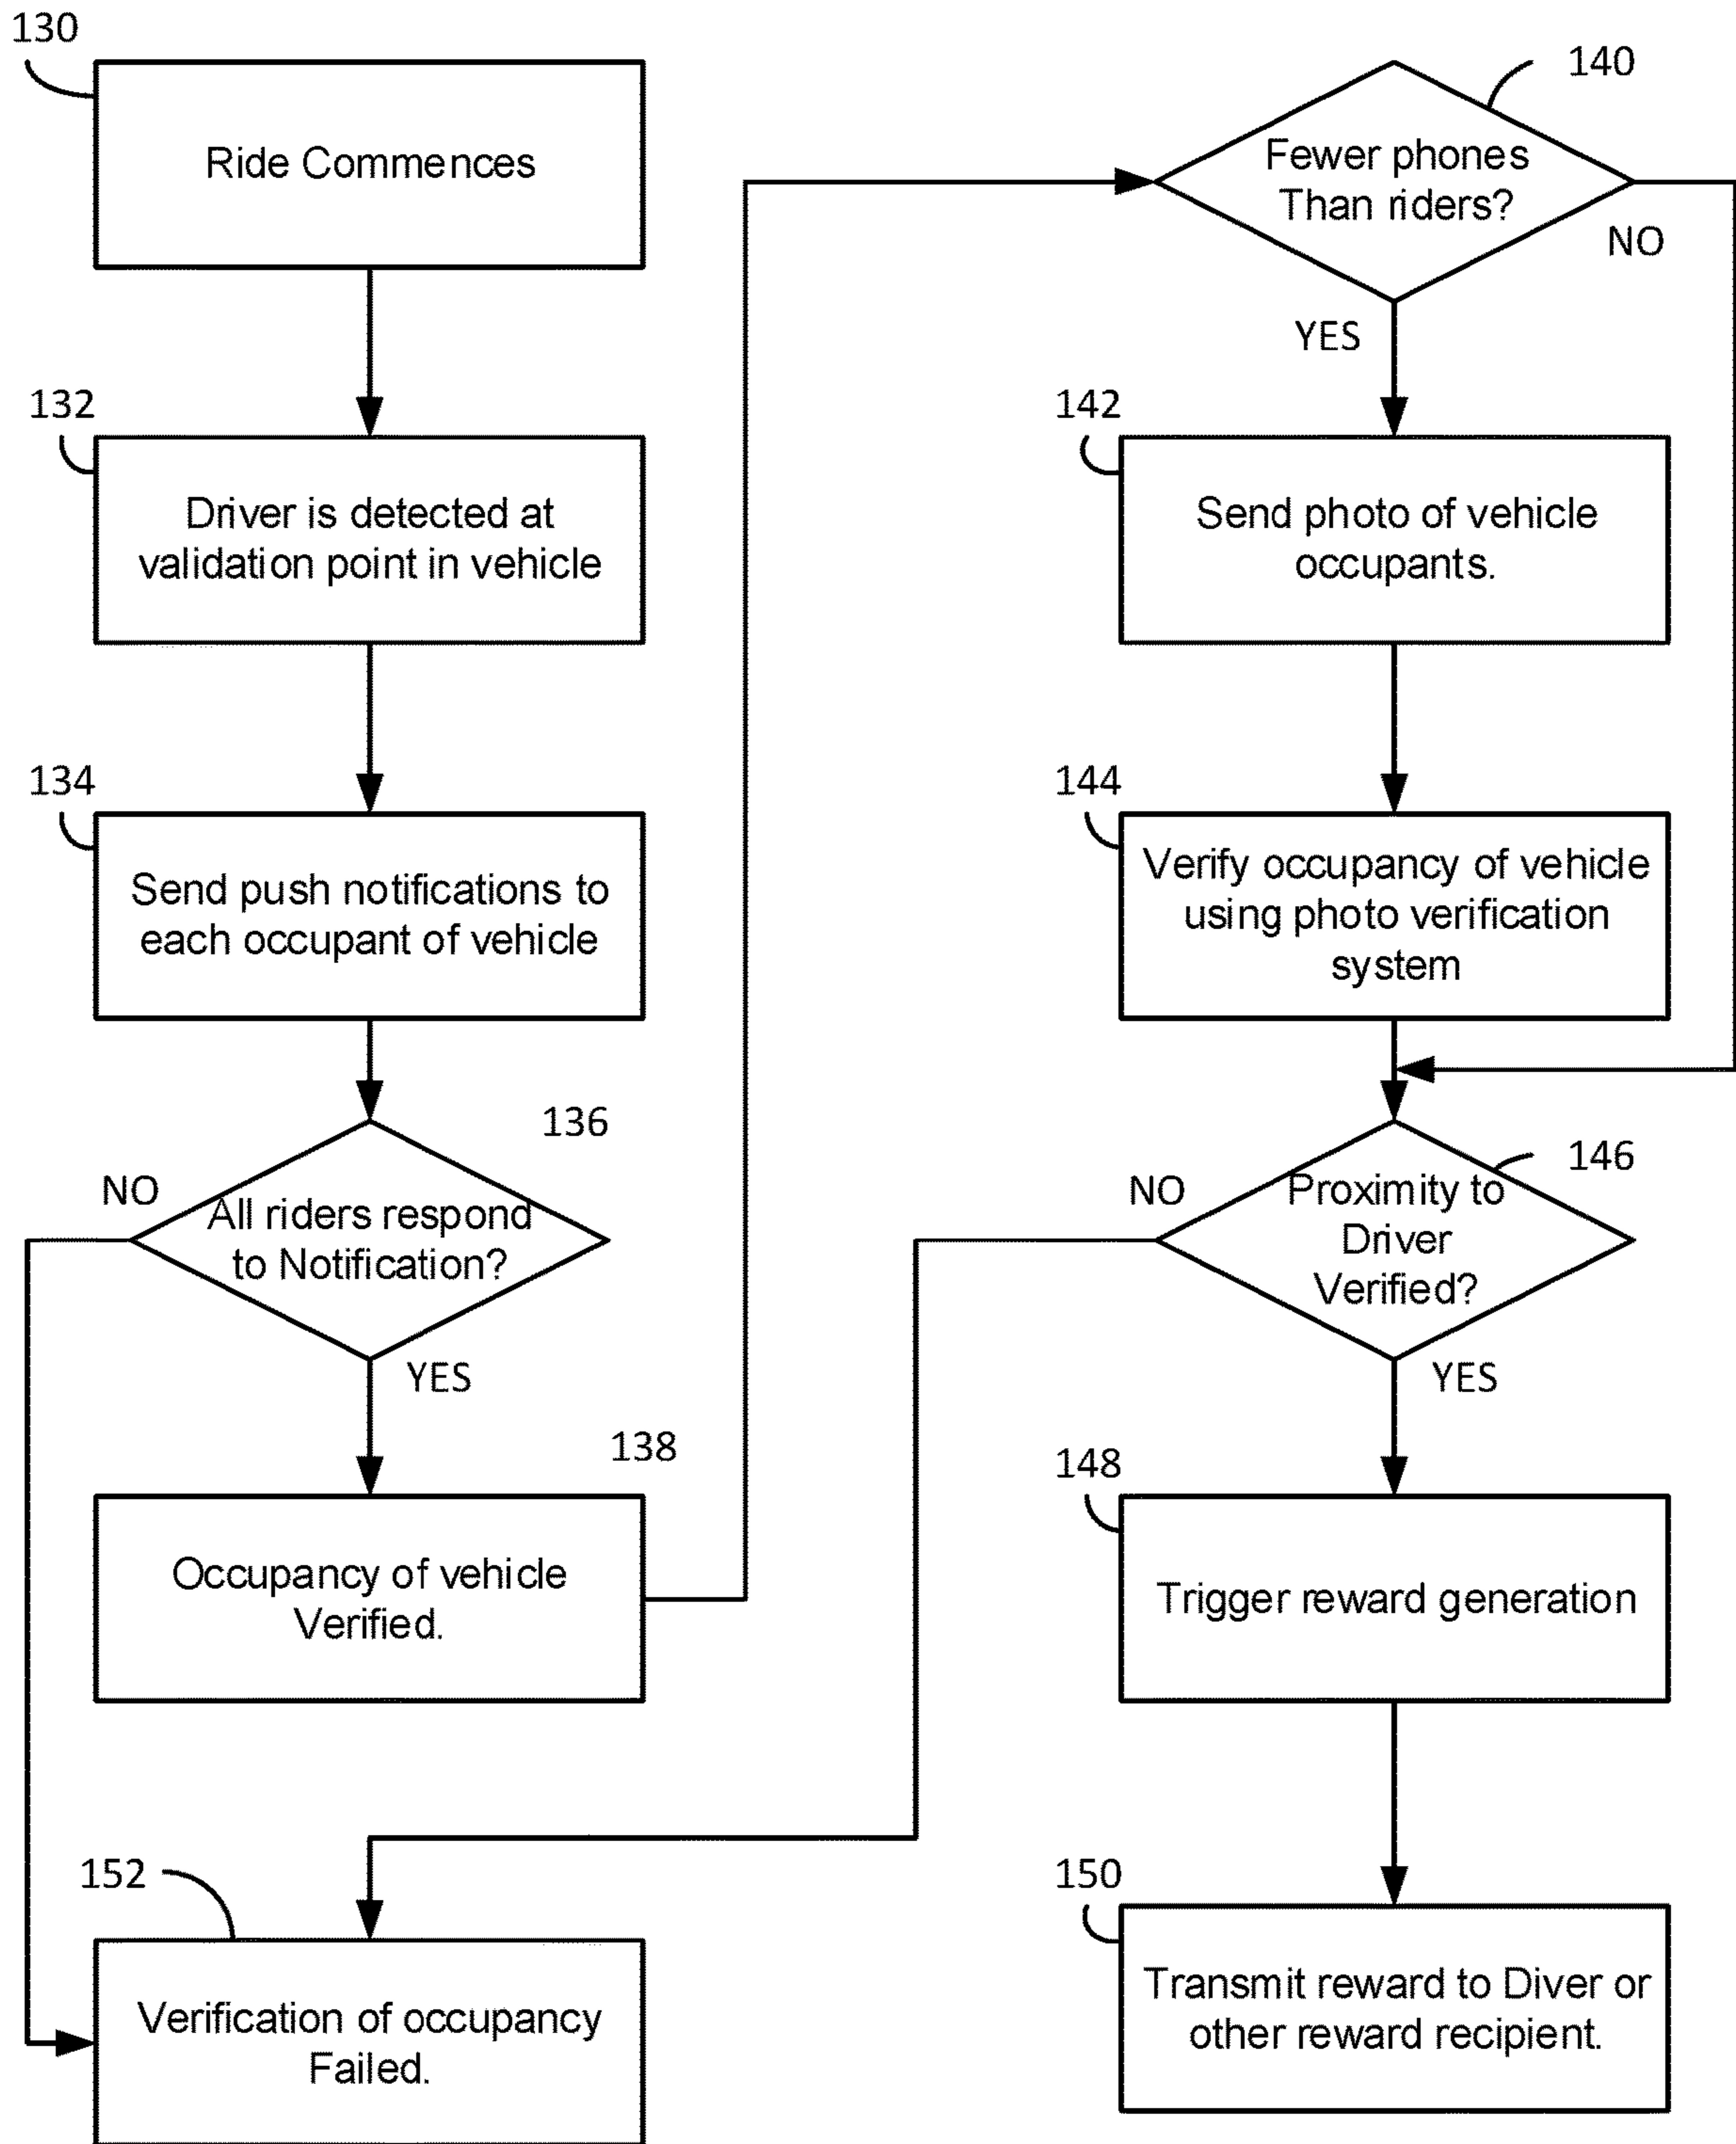 130
Ride Commences
132
Driver is detected at
validation point in vehicle
134
Send push notifications to
each occupant of vehicle
136
NO
All riders respond
to Notification?
YES
138
Occupancy of vehicle
Verified.
152
Verification of occupancy
Failed.
140
Fewer phones
Than riders?
NO
YES
142
Send photo of vehicle
occupants.
144
Verify occupancy of vehicle
using photo verification
system
146
NO
Proximity to
Driver
Verified?
YES
148
Trigger reward generation
150
Transmit reward to Diver or
other reward recipient.